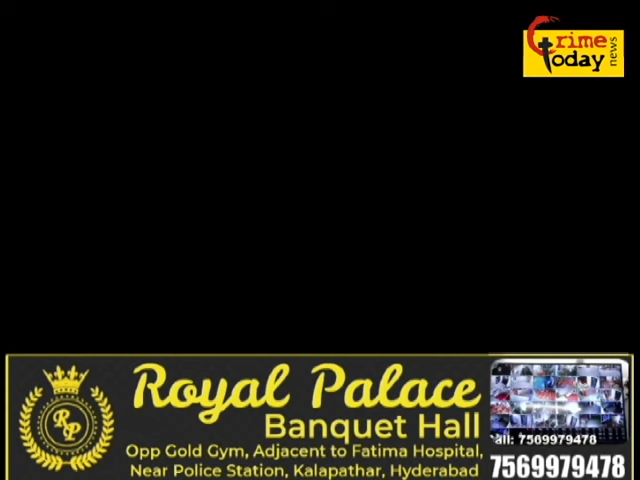 Crime
Today
news
RP
Royal Palace
Banquet Hall
Opp Gold Gym, Adjacent to Fatima Hospital,
Near Police Station, Kalapathar, Hyderabad
all: 7569979478
7569979478